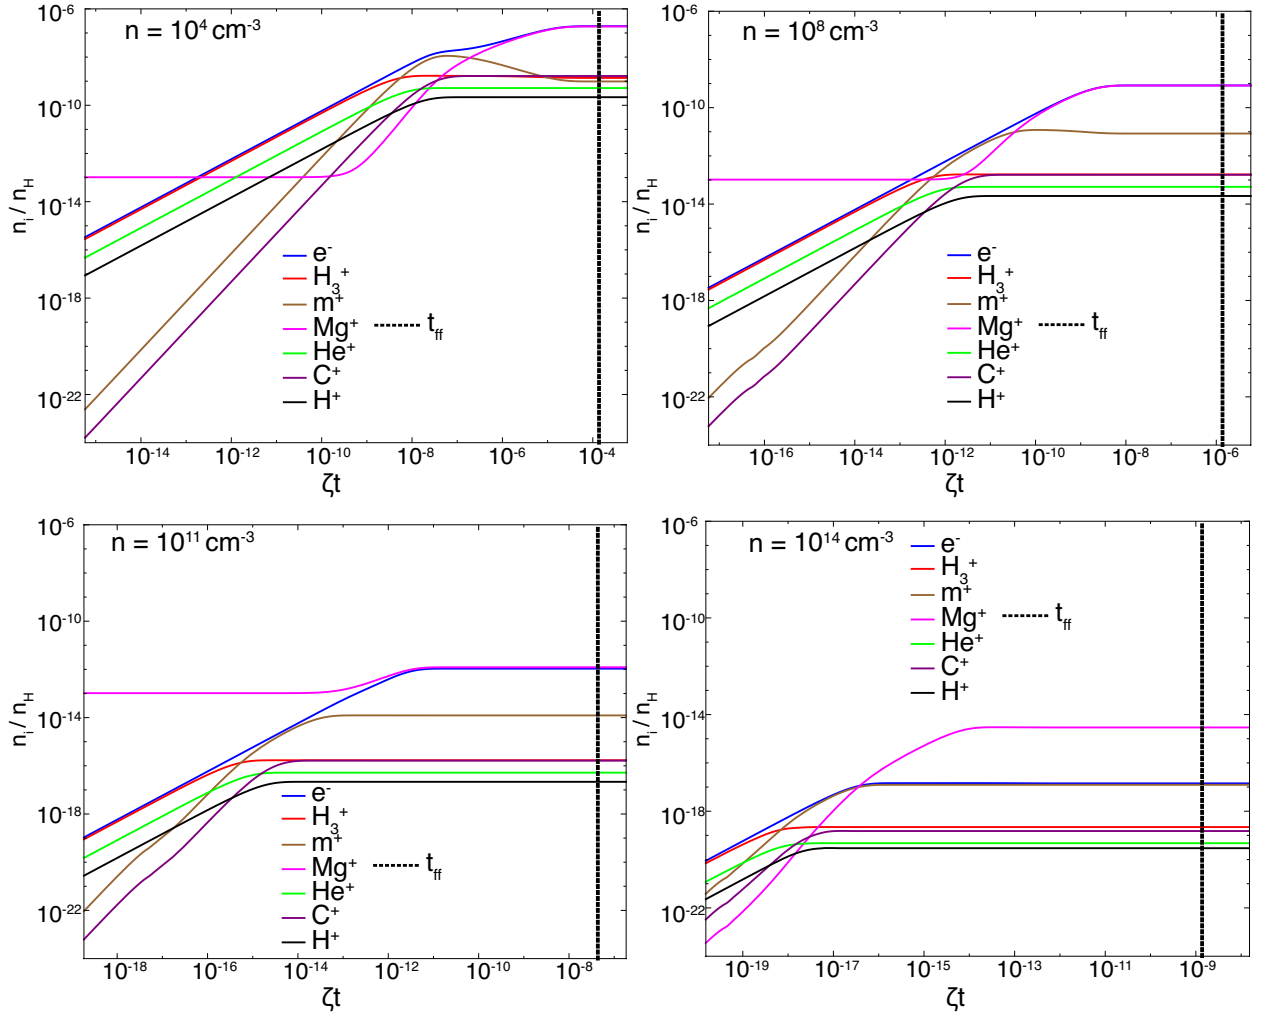 n = 10⁴ cm-3
10-6
10-10
10-14
10-18
10-22
nᵢ / n_H
e⁻
H₃⁺
m⁺
Mg⁺
t_ff
He⁺
C⁺
H⁺
10-14
10-12
10-10
10-8
10-6
10-4
ζt
n = 10⁸ cm-3
10-6
10-10
10-14
10-18
10-22
nᵢ / n_H
e⁻
H₃⁺
m⁺
Mg⁺
t_ff
He⁺
C⁺
H⁺
10-16
10-14
10-12
10-10
10-8
10-6
ζt
n = 10¹¹ cm-3
10-6
10-10
10-14
10-18
10-22
nᵢ / n_H
e⁻
H₃⁺
m⁺
Mg⁺
t_ff
He⁺
C⁺
H⁺
10-18
10-16
10-14
10-12
10-10
10-8
ζt
n = 10¹⁴ cm-3
10-6
10-10
10-14
10-18
10-22
nᵢ / n_H
e⁻
H₃⁺
m⁺
Mg⁺
t_ff
He⁺
C⁺
H⁺
10-19
10-17
10-15
10-13
10-11
10-9
ζt